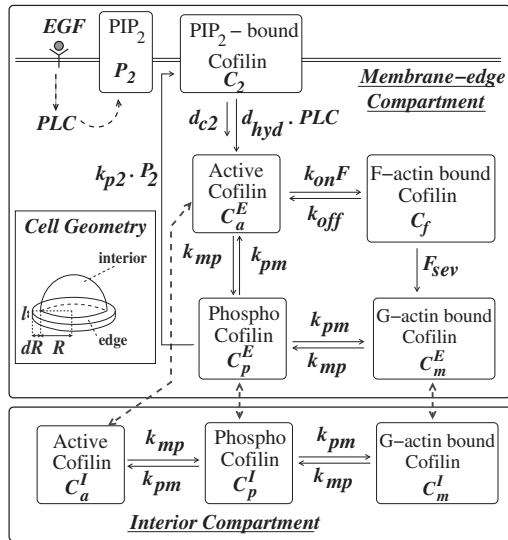 EGF
PIP2
P2
PIP2−bound
Cofilin
C2
Membrane−edge
Compartment
PLC
dc2
dhyd · PLC
kp2 · P2
Active
Cofilin
CaE
konF
koff
F−actin bound
Cofilin
Cf
Cell Geometry
interior
edge
l
dR
R
kmp
kpm
Fsev
Phospho
Cofilin
CpE
kpm
kmp
G−actin bound
Cofilin
CmE
Active
Cofilin
CaI
kmp
kpm
Phospho
Cofilin
CpI
kpm
kmp
G−actin bound
Cofilin
CmI
Interior Compartment